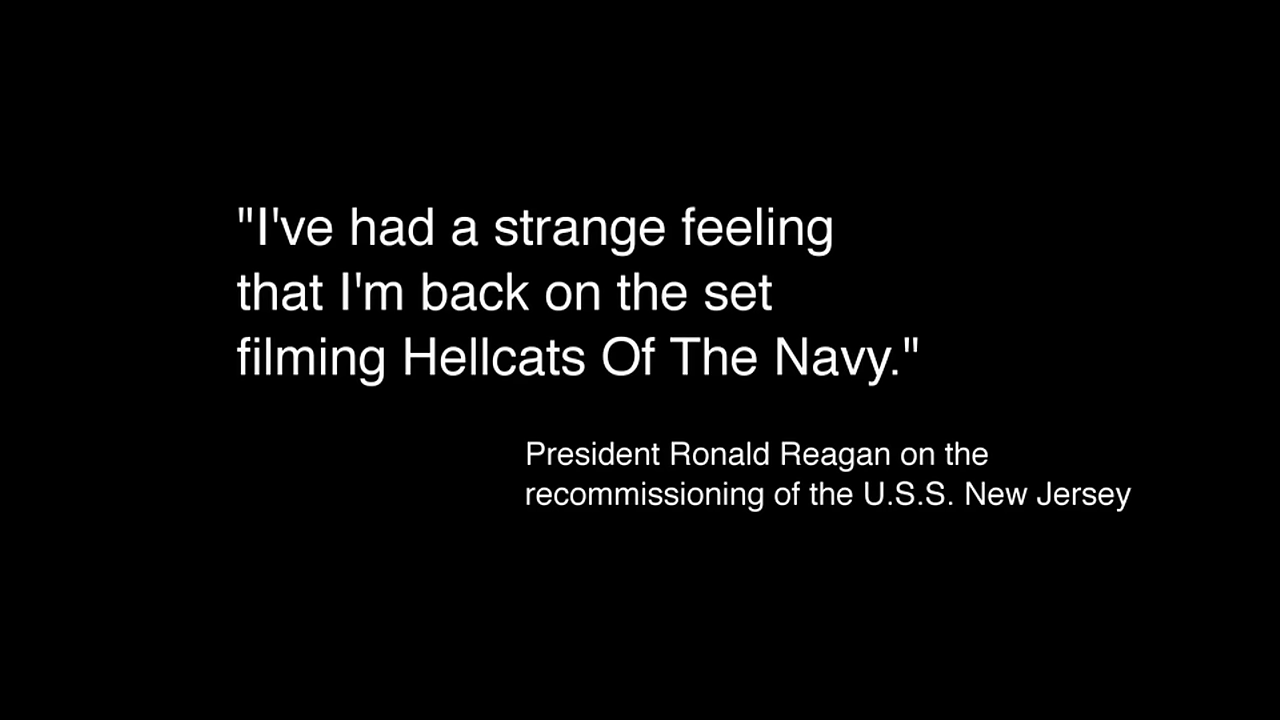 "I've had a strange feeling
that I'm back on the set
filming Hellcats Of The Navy."
President Ronald Reagan on the
recommissioning of the U.S.S. New Jersey